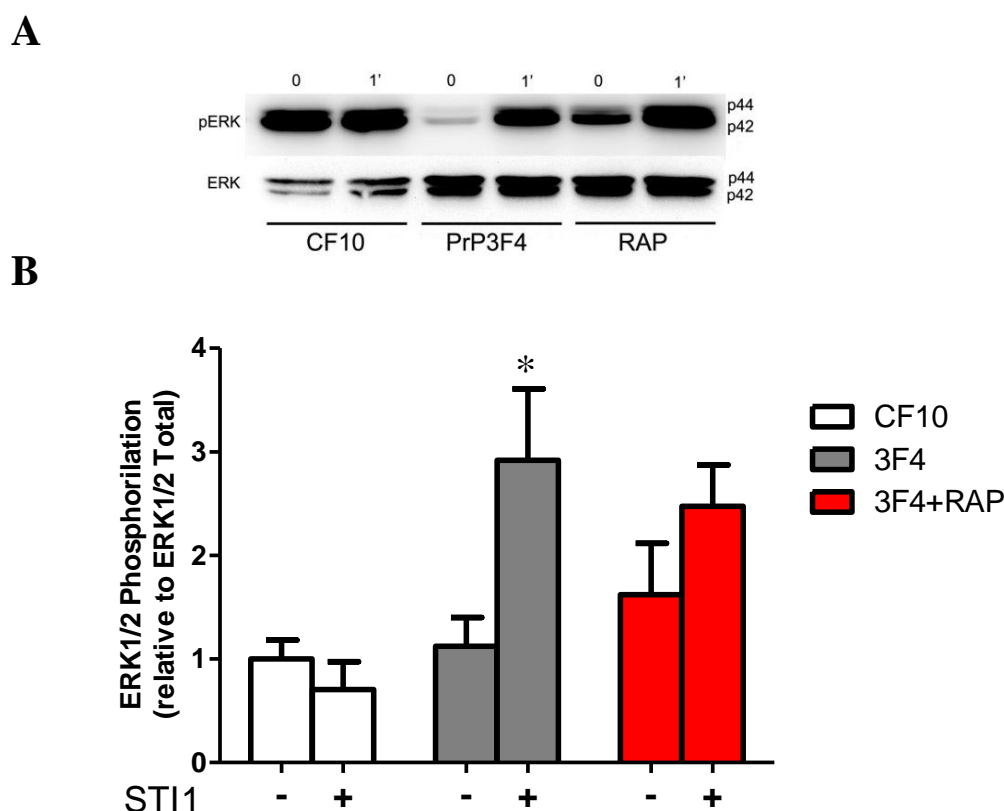 A
0 1' 0 1' 0 1'
pERK p44
p42
ERK p44
p42
CF10 PrP3F4 RAP
B
ERK1/2 Phosphorilation
(relative to ERK1/2 Total)
4
3
2
1
0
*
CF10
3F4
3F4+RAP
STI1 - + - + - +